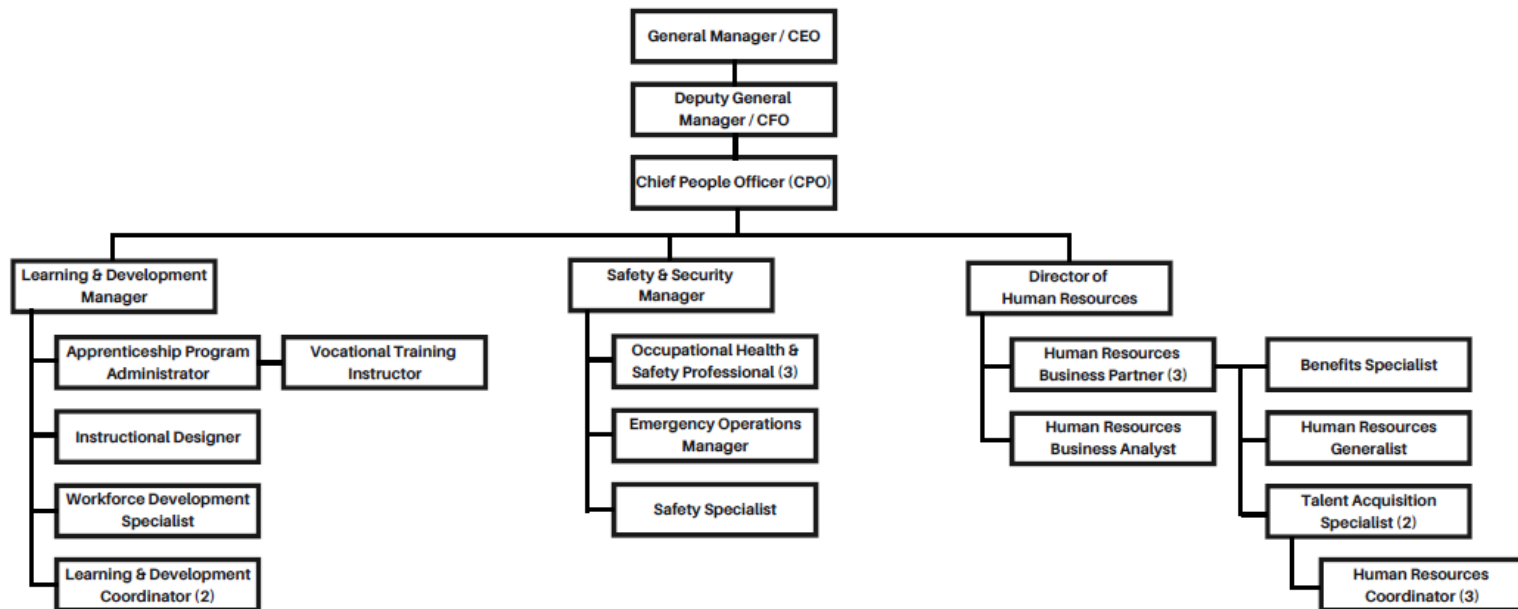 General Manager / CEO
Deputy General
Manager / CFO
Chief People Officer (CPO)
Learning & Development
Manager
Apprenticeship Program
Administrator
Vocational Training
Instructor
Instructional Designer
Workforce Development
Specialist
Learning & Development
Coordinator (2)
Safety & Security
Manager
Occupational Health &
Safety Professional (3)
Emergency Operations
Manager
Safety Specialist
Director of
Human Resources
Human Resources
Business Partner (3)
Human Resources
Business Analyst
Benefits Specialist
Human Resources
Generalist
Talent Acquisition
Specialist (2)
Human Resources
Coordinator (3)